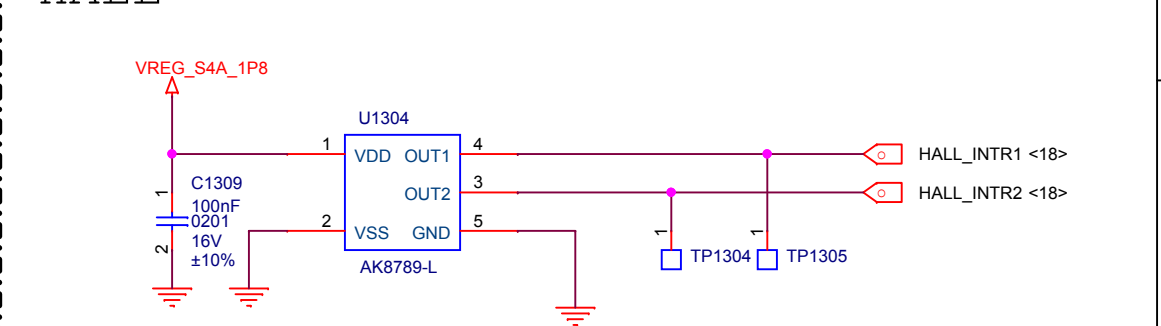 VREG_S4A_1P8
U1304
1 VDD OUT1 4 HALL_INTR1 <18>
OUT2 3 HALL_INTR2 <18>
1 C1309
100nF
0201
2 16V
±10%
2 VSS GND 5
AK8789-L
1 TP1304
1 TP1305